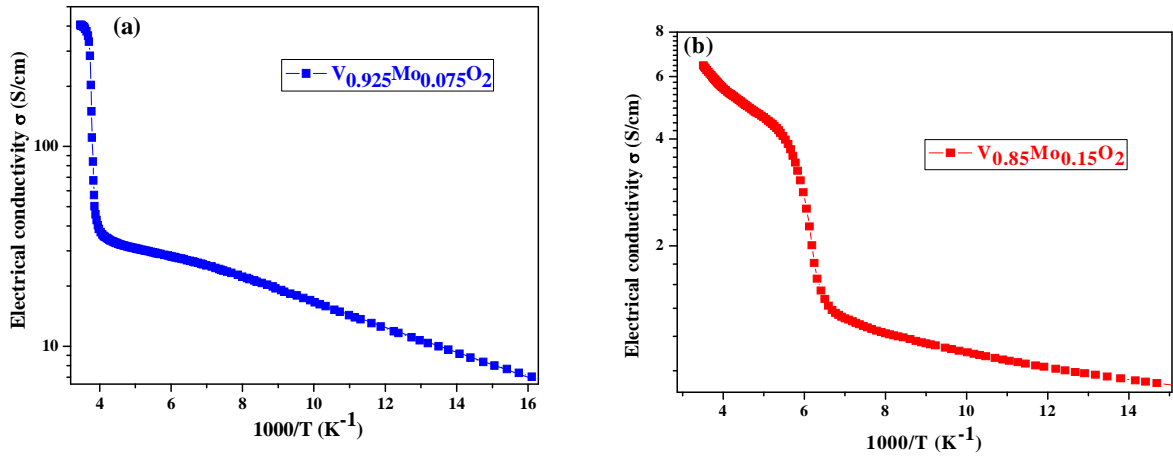 (a)
V0.925Mo0.075O2
Electrical conductivity σ (S/cm)
100
10
4 6 8 10 12 14 16
1000/T (K-1)
(b)
V0.85Mo0.15O2
Electrical conductivity σ (S/cm)
8
6
4
2
4 6 8 10 12 14
1000/T (K-1)